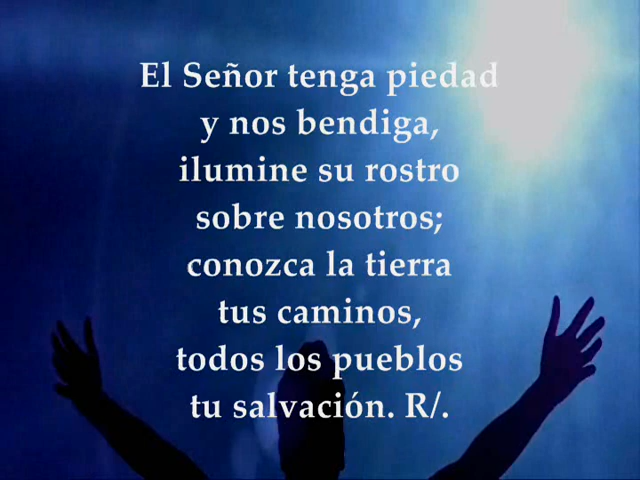 El Señor tenga piedad
y nos bendiga,
ilumine su rostro
sobre nosotros;
conozca la tierra
tus caminos,
todos los pueblos
tu salvación. R/.